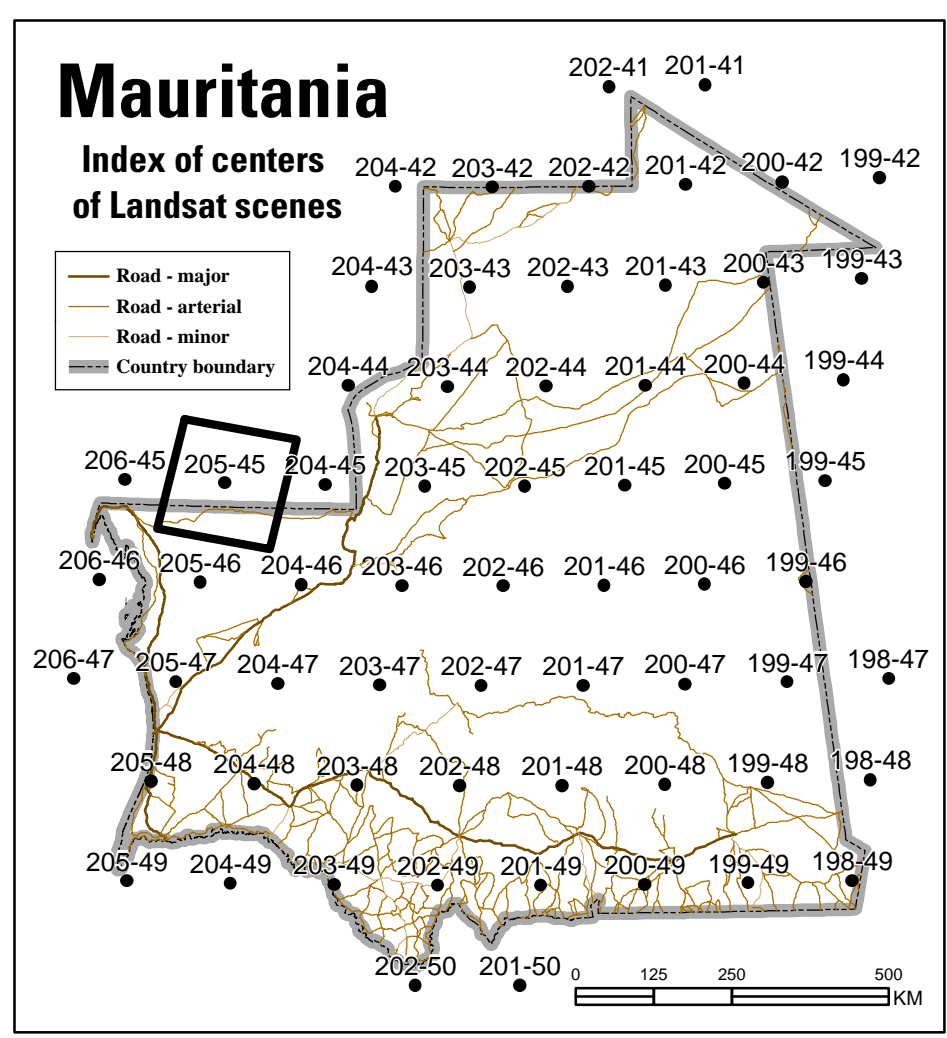 Mauritania
Index of centers
of Landsat scenes
Road - major
Road - arterial
Road - minor
Country boundary
202-41 201-41
204-42 203-42 202-42 201-42 200-42 199-42
204-43 203-43 202-43 201-43 200-43 199-43
204-44 203-44 202-44 201-44 200-44 199-44
206-45 205-45 204-45 203-45 202-45 201-45 200-45 199-45
206-46 205-46 204-46 203-46 202-46 201-46 200-46 199-46
206-47 205-47 204-47 203-47 202-47 201-47 200-47 199-47 198-47
205-48 204-48 203-48 202-48 201-48 200-48 199-48 198-48
205-49 204-49 203-49 202-49 201-49 200-49 199-49 198-49
202-50 201-50
0 125 250 500
KM